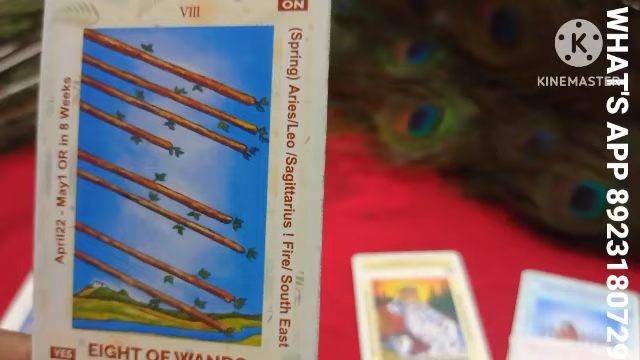 VIII
ON
(Spring) Aries/Leo /Sagittarius ! Fire/ South East
April22 - May1 OR in 8 Weeks
YES
EIGHT OF WANDS
KINEMASTER
WHAT'S APP 8923180729